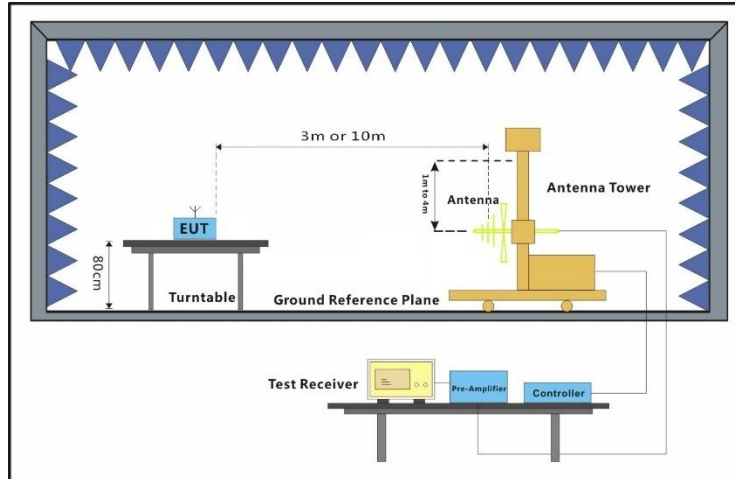 3m or 10m
1m to 4m
Antenna
Antenna Tower
EUT
80cm
Turntable
Ground Reference Plane
Test Receiver
Pre-Amplifier
Controller